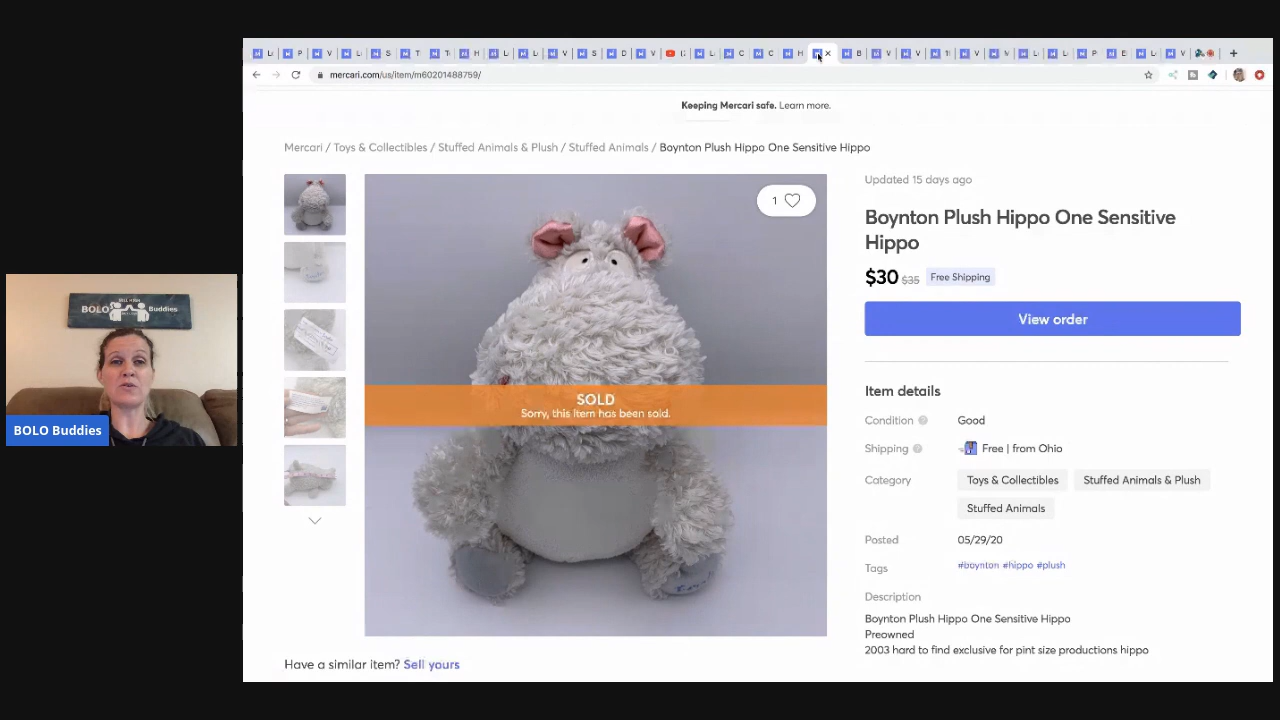 mercari.com/us/item/m60201488759/
Keeping Mercari safe. Learn more.
Mercari / Toys & Collectibles / Stuffed Animals & Plush / Stuffed Animals / Boynton Plush Hippo One Sensitive Hippo
1
SOLD
Sorry, this item has been sold.
Have a similar item? Sell yours
Updated 15 days ago
Boynton Plush Hippo One Sensitive
Hippo
$30 $35 Free Shipping
View order
Item details
Condition Good
Shipping Free | from Ohio
Category Toys & Collectibles Stuffed Animals & Plush
Stuffed Animals
Posted 05/29/20
Tags #boynton #hippo #plush
Description
Boynton Plush Hippo One Sensitive Hippo
Preowned
2003 hard to find exclusive for pint size productions hippo
BOLO Buddies
BOLO Buddies